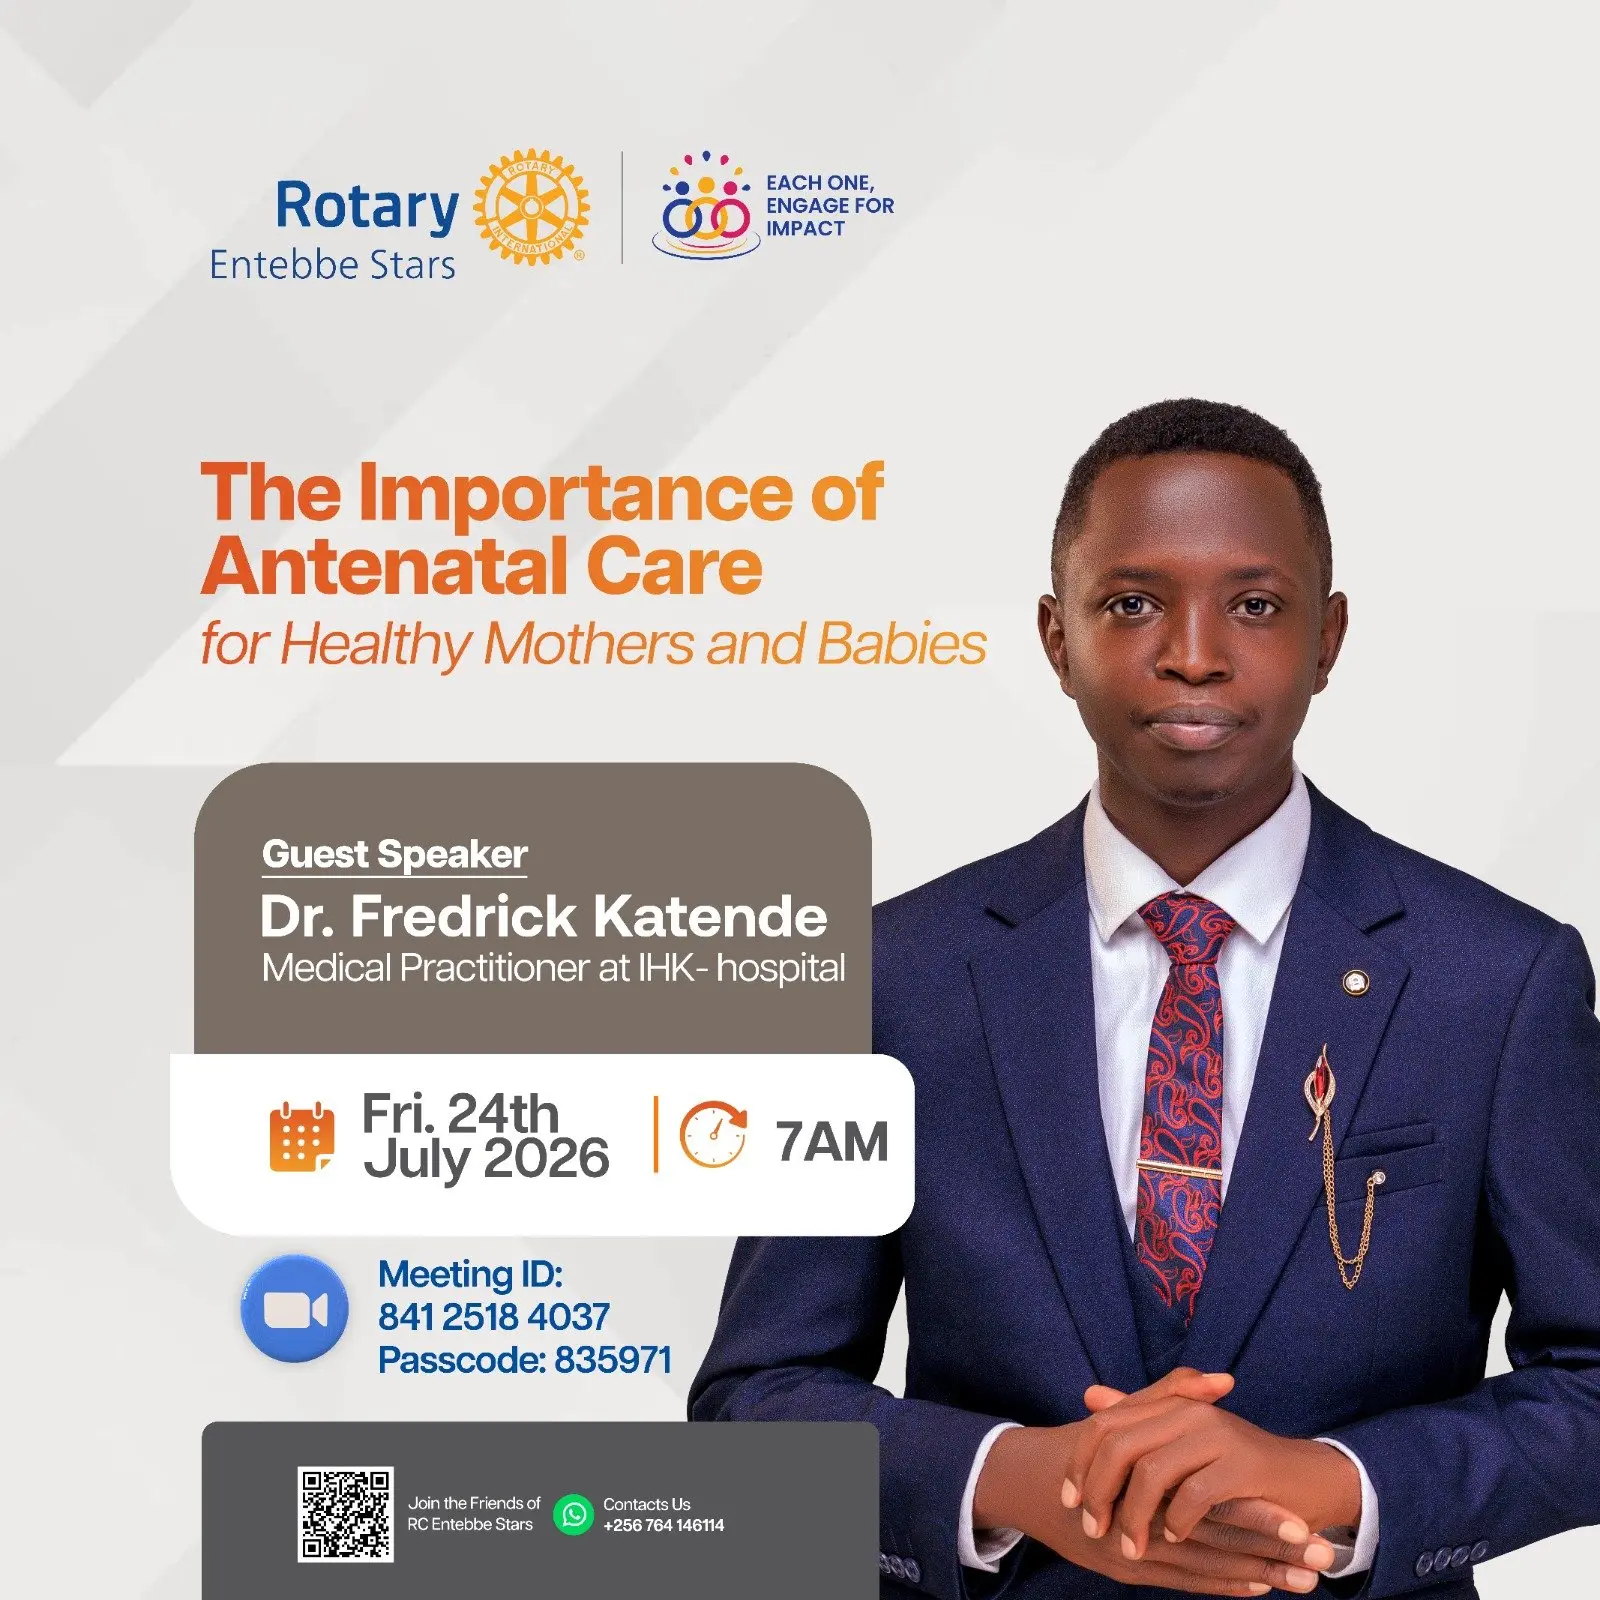 Rotary
Entebbe Stars
ROTARY
INTERNATIONAL
®
EACH ONE,
ENGAGE FOR
IMPACT
The Importance of
Antenatal Care
for Healthy Mothers and Babies
Guest Speaker
Dr. Fredrick Katende
Medical Practitioner at IHK- hospital
Fri. 24th
July 2026
7AM
Meeting ID:
841 2518 4037
Passcode: 835971
Join the Friends of
RC Entebbe Stars
Contacts Us
+256 764 146114